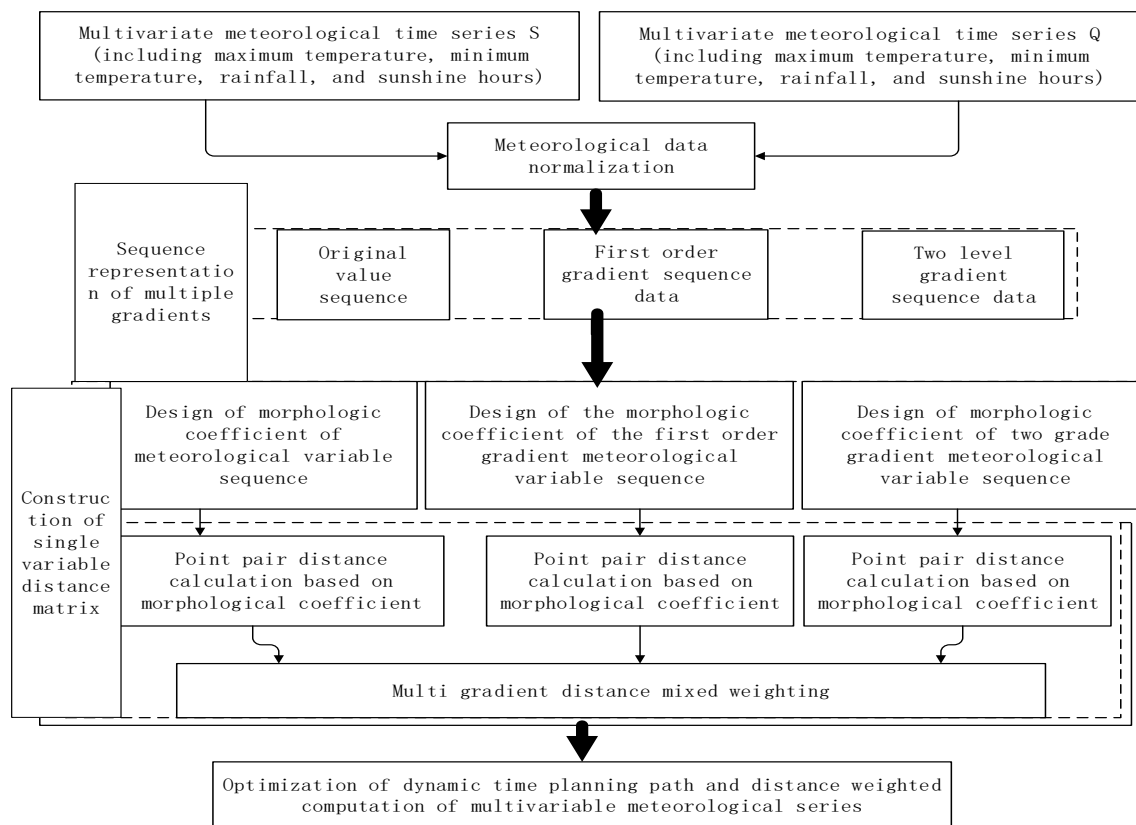 Multivariate meteorological time series S
(including maximum temperature, minimum
temperature, rainfall, and sunshine hours)
Multivariate meteorological time series Q
(including maximum temperature, minimum
temperature, rainfall, and sunshine hours)
Meteorological data
normalization
Sequence
representatio
n of multiple
gradients
Original
value
sequence
First order
gradient sequence
data
Two level
gradient
sequence data
Construc
tion of
single
variable
distance
matrix
Design of morphologic
coefficient of
meteorological variable
sequence
Design of the morphologic
coefficient of the first order
gradient meteorological
variable sequence
Design of morphologic
coefficient of two grade
gradient meteorological
variable sequence
Point pair distance
calculation based on
morphological coefficient
Point pair distance
calculation based on
morphological coefficient
Point pair distance
calculation based on
morphological coefficient
Multi gradient distance mixed weighting
Optimization of dynamic time planning path and distance weighted
computation of multivariable meteorological series